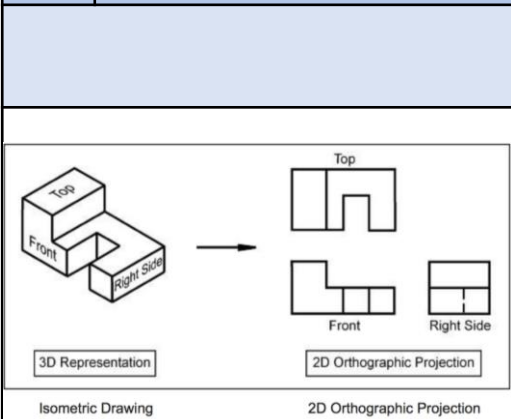 Top
Top
Front
Right Side
Front
Right Side
3D Representation
2D Orthographic Projection
Isometric Drawing
2D Orthographic Projection